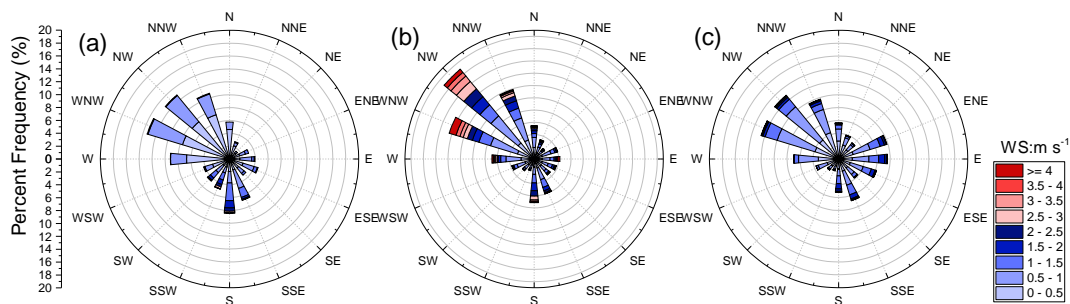 Percent Frequency (%)
20
18
16
14
12
10
8
6
4
2
0
2
4
6
8
10
12
14
16
18
20
(a)
N
NNE
NE
ENE
E
ESE
SE
SSE
S
SSW
SW
WSW
W
WNW
NW
NNW
(b)
N
NNE
NE
ENE
E
ESE
SE
SSE
S
SSW
SW
WSW
W
WNW
NW
NNW
(c)
N
NNE
NE
ENE
E
ESE
SE
SSE
S
SSW
SW
WSW
W
WNW
NW
NNW
WS:m s⁻¹
>= 4
3.5 - 4
3 - 3.5
2.5 - 3
2 - 2.5
1.5 - 2
1 - 1.5
0.5 - 1
0 - 0.5